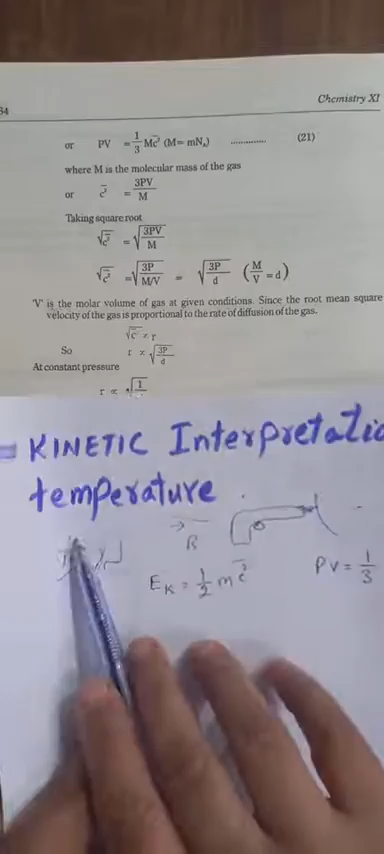 34
Chemistry XI
or PV = 1/3 Mc̅² (M= mNₐ) .............. (21)
where M is the molecular mass of the gas
or c̅² = 3PV/M
Taking square root
√c̅² = √(3PV/M)
√c̅² = √(3P/M/V) = √(3P/d) (M/V = d)
'V' is the molar volume of gas at given conditions. Since the root mean square
velocity of the gas is proportional to the rate of diffusion of the gas.
√c̅² ∝ r
So r ∝ √(3P/d)
At constant pressure
r ∝ √1
= KINETIC Interpretatio
temperature
Eₖ = 1/2 m c̅² PV = 1/3